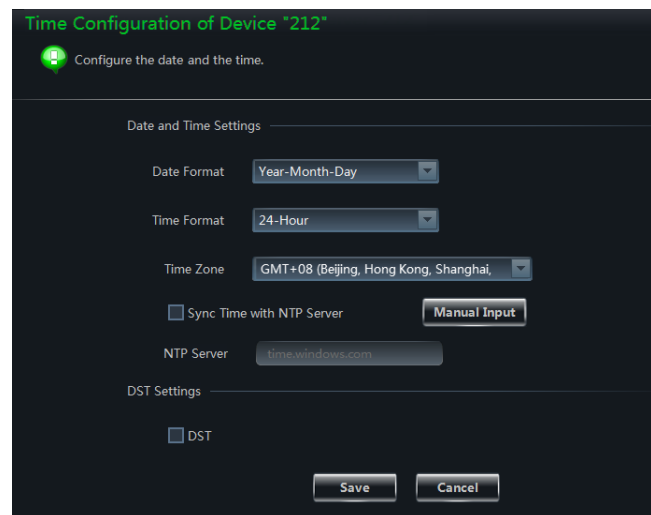 Time Configuration of Device "212"
Configure the date and the time.
Date and Time Settings
Date Format Year-Month-Day
Time Format 24-Hour
Time Zone GMT+08 (Beijing, Hong Kong, Shanghai,
Sync Time with NTP Server Manual Input
NTP Server time.windows.com
DST Settings
DST
Save Cancel